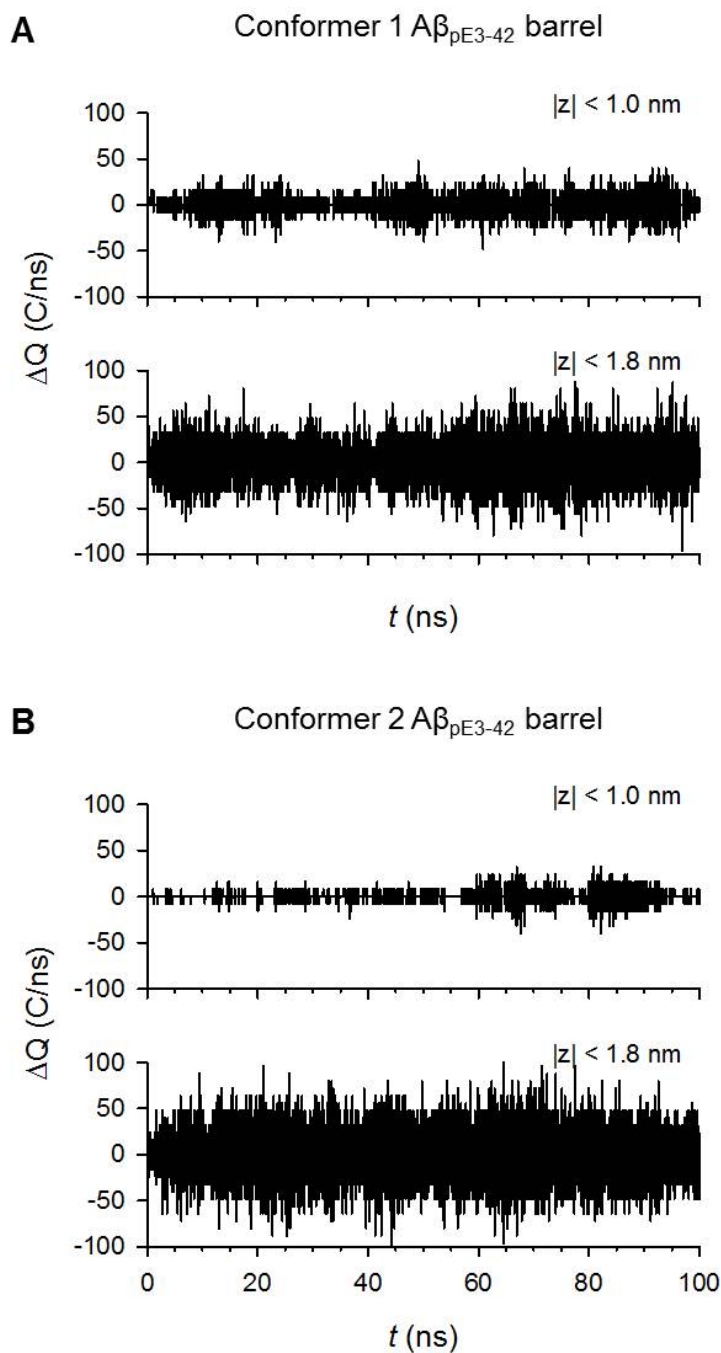 A Conformer 1 AβpE3-42 barrel
|z| < 1.0 nm
100
50
0
-50
-100
ΔQ (C/ns)
|z| < 1.8 nm
100
50
0
-50
-100
t (ns)
B Conformer 2 AβpE3-42 barrel
|z| < 1.0 nm
100
50
0
-50
-100
ΔQ (C/ns)
|z| < 1.8 nm
100
50
0
-50
-100
0 20 40 60 80 100
t (ns)